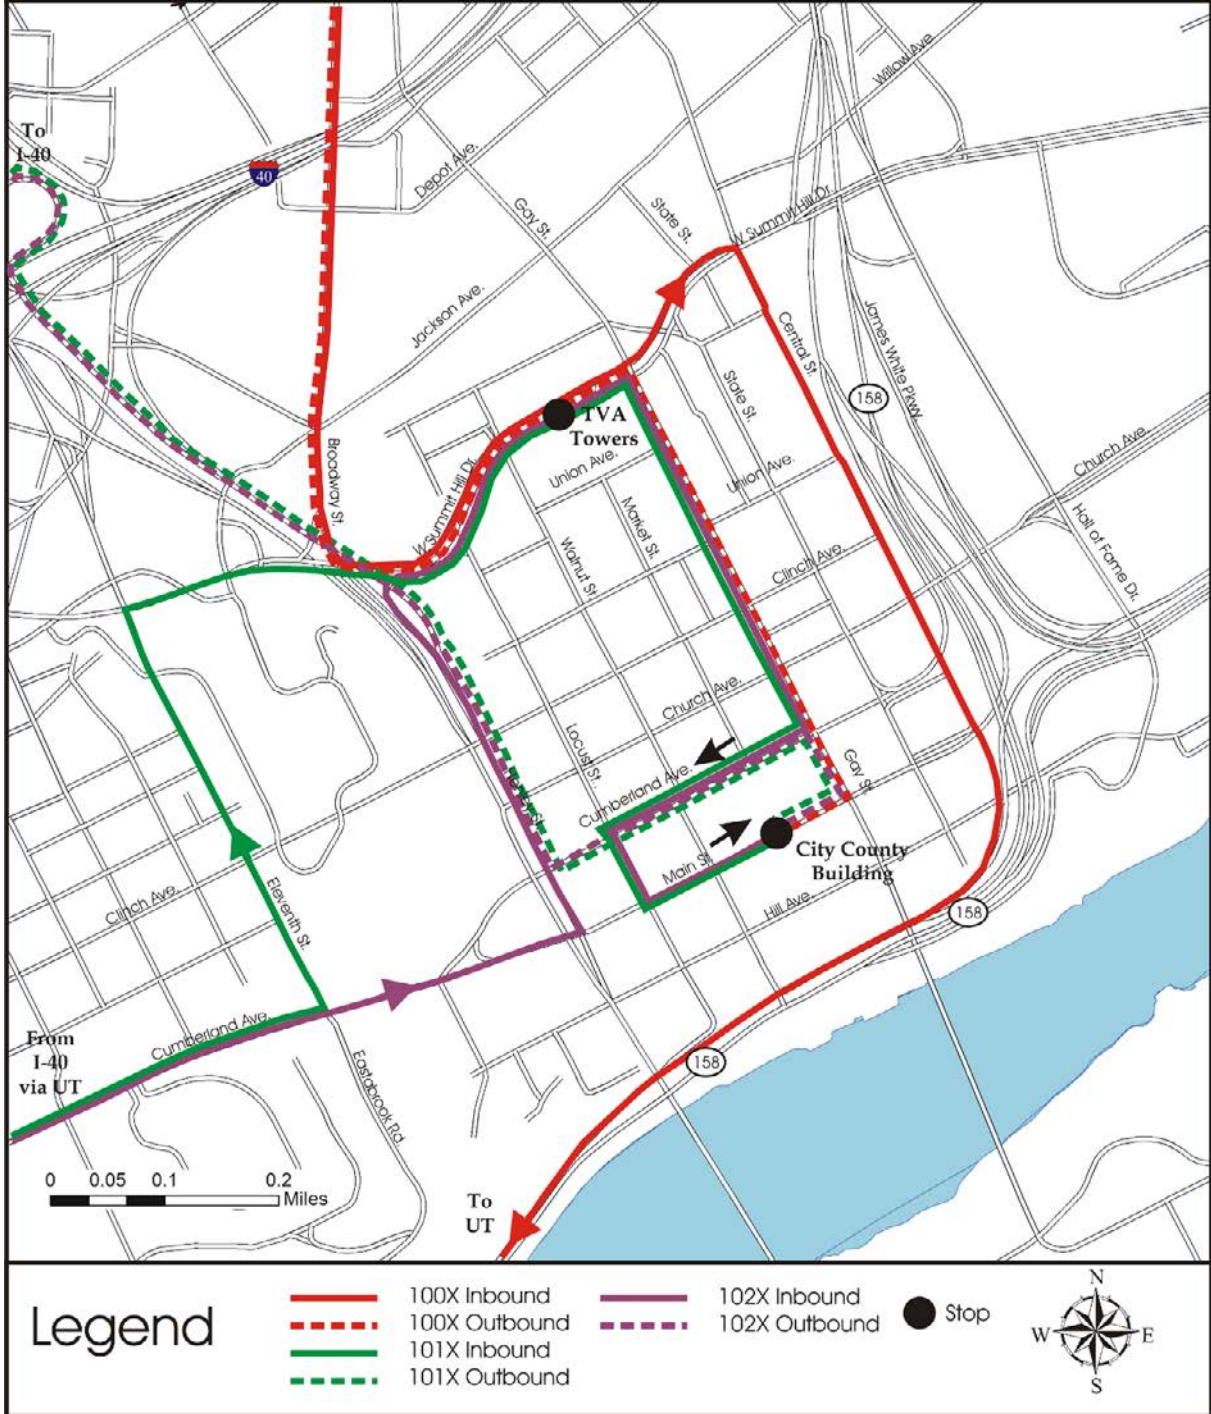 To
I-40
40
Willow Ave.
Depot Ave.
Gay St.
State St.
W Summit Hill Dr.
Jackson Ave.
Central St.
James White Pkwy.
158
State St.
TVA
Towers
Broadway St.
W Summit Hill Dr.
Union Ave.
Union Ave.
Church Ave.
Market St.
Walnut St.
Clinch Ave.
Hall of Fame Dr.
Church Ave.
Locust St.
Gay St.
Henley St.
Cumberland Ave.
Main St.
City County
Building
Hill Ave.
Clinch Ave.
Eleventh St.
158
From
I-40
via UT
Cumberland Ave.
Eastabrook Rd.
158
0 0.05 0.1 0.2
Miles
To
UT
Legend
100X Inbound
100X Outbound
101X Inbound
101X Outbound
102X Inbound
102X Outbound
Stop
N
W E
S